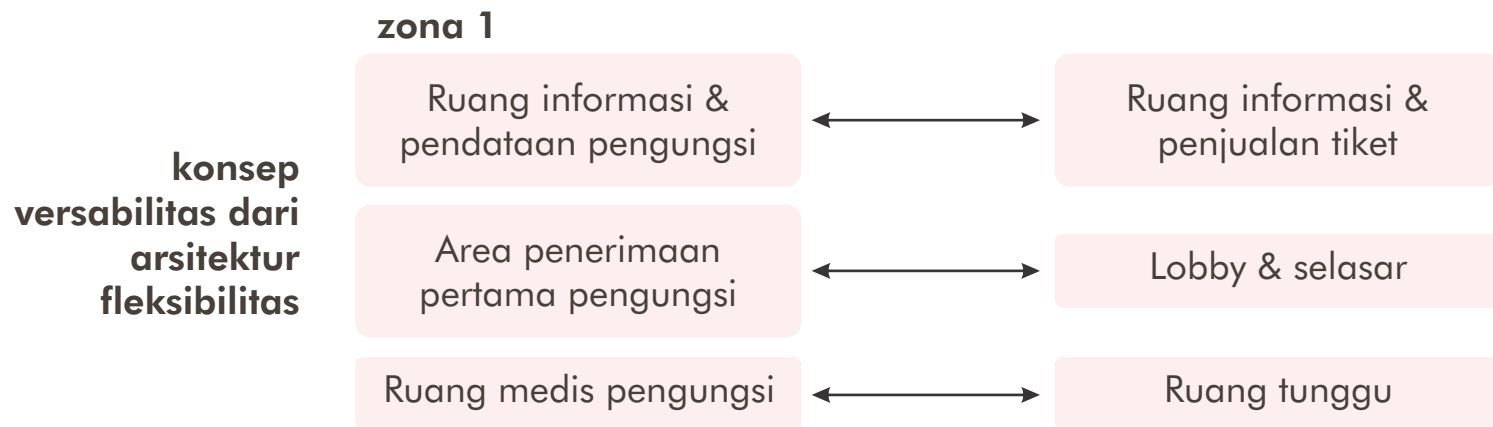 zona 1
konsep
versabilitas dari
arsitektur
fleksibilitas
Ruang informasi &
pendataan pengungsi
Ruang informasi &
penjualan tiket
Area penerimaan
pertama pengungsi
Lobby & selasar
Ruang medis pengungsi
Ruang tunggu